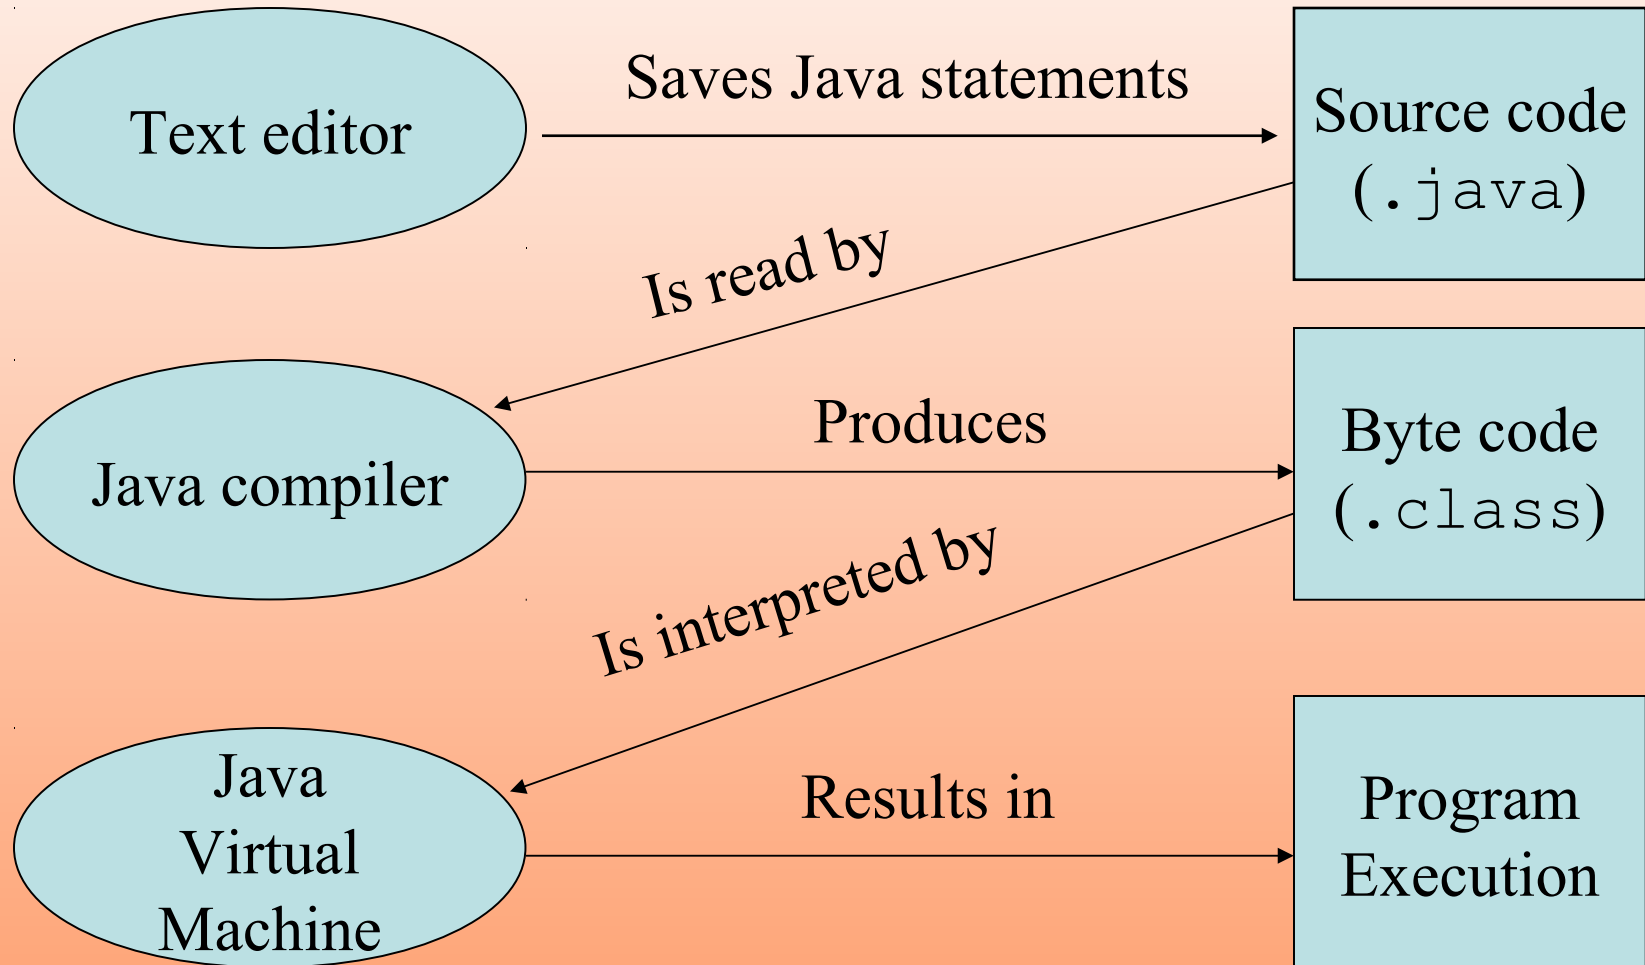 Text editor
Saves Java statements
Source code
(.java)
Is read by
Java compiler
Produces
Byte code
(.class)
Is interpreted by
Java
Virtual
Machine
Results in
Program
Execution